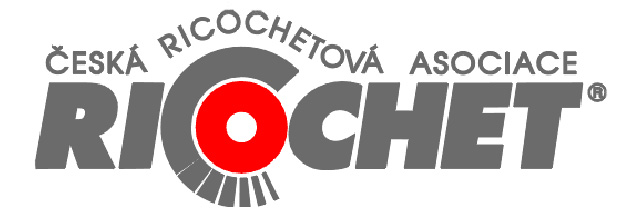 ČESKÁ RICOCHETOVÁ ASOCIACE
RICOCHET®